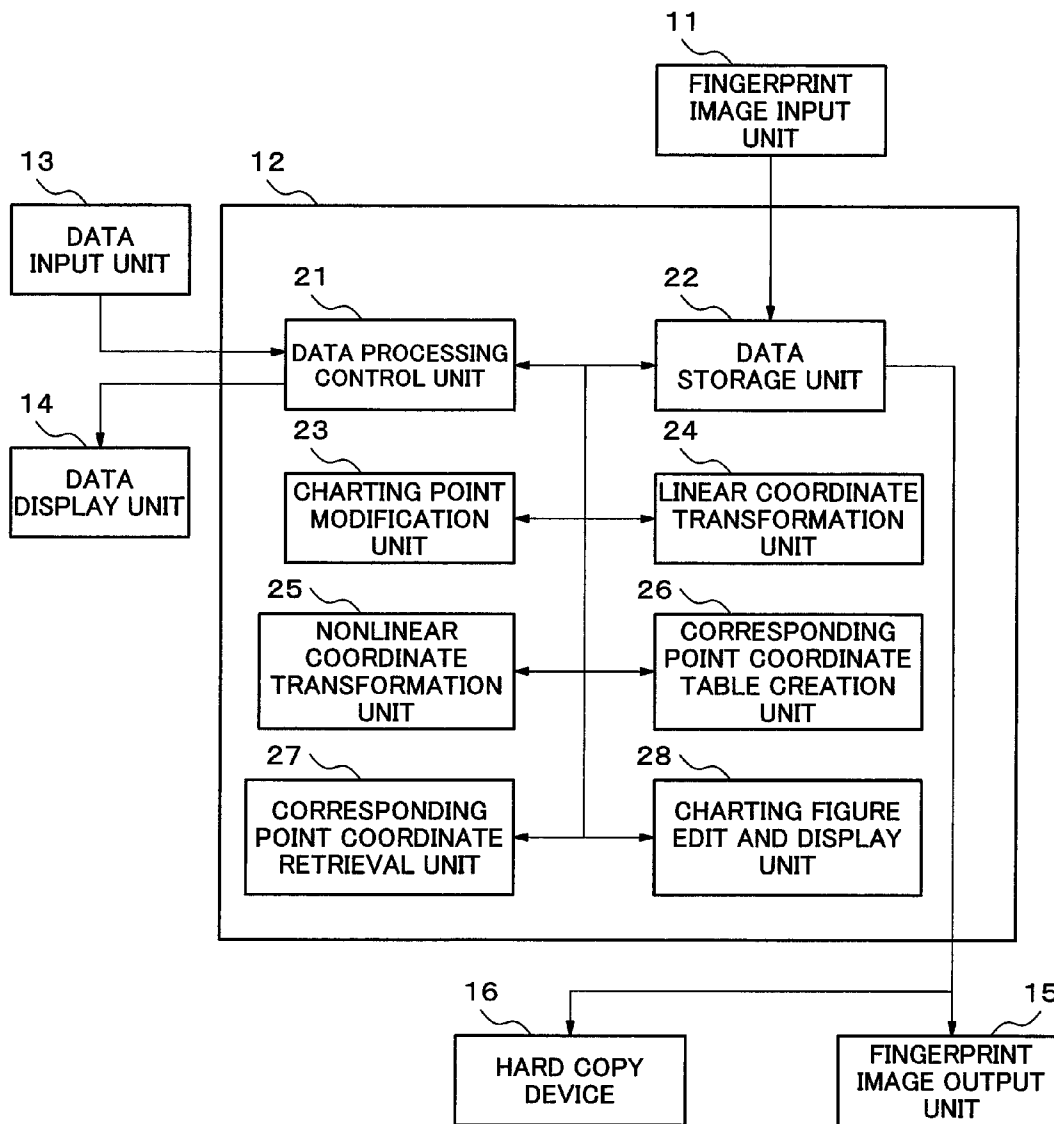 11
FINGERPRINT
IMAGE INPUT
UNIT
13
DATA
INPUT UNIT
12
21
DATA PROCESSING
CONTROL UNIT
22
DATA
STORAGE UNIT
14
DATA
DISPLAY UNIT
23
CHARTING POINT
MODIFICATION
UNIT
24
LINEAR COORDINATE
TRANSFORMATION
UNIT
25
NONLINEAR
COORDINATE
TRANSFORMATION
UNIT
26
CORRESPONDING
POINT COORDINATE
TABLE CREATION
UNIT
27
CORRESPONDING
POINT COORDINATE
RETRIEVAL UNIT
28
CHARTING FIGURE
EDIT AND DISPLAY
UNIT
16
HARD COPY
DEVICE
15
FINGERPRINT
IMAGE OUTPUT
UNIT